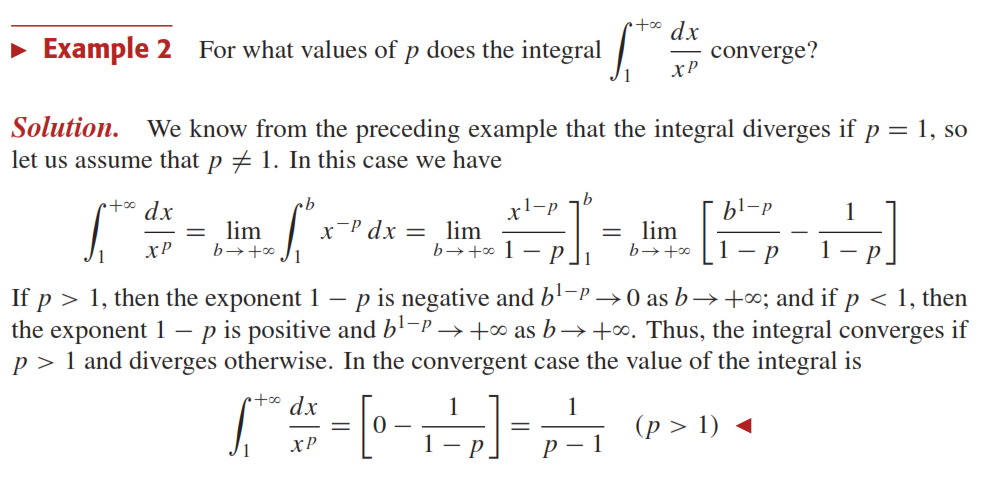 ▶ Example 2 For what values of p does the integral ∫₁^{+∞} dx/x^p converge?
Solution. We know from the preceding example that the integral diverges if p = 1, so
let us assume that p ≠ 1. In this case we have
∫₁^{+∞} dx/x^p = lim_{b→+∞} ∫₁^b x^{−p} dx = lim_{b→+∞} x^{1−p}/(1 − p) ]₁^b = lim_{b→+∞} [ b^{1−p}/(1 − p) − 1/(1 − p) ]
If p > 1, then the exponent 1 − p is negative and b^{1−p} → 0 as b → +∞; and if p < 1, then
the exponent 1 − p is positive and b^{1−p} → +∞ as b → +∞. Thus, the integral converges if
p > 1 and diverges otherwise. In the convergent case the value of the integral is
∫₁^{+∞} dx/x^p = [ 0 − 1/(1 − p) ] = 1/(p − 1) (p > 1) ◀